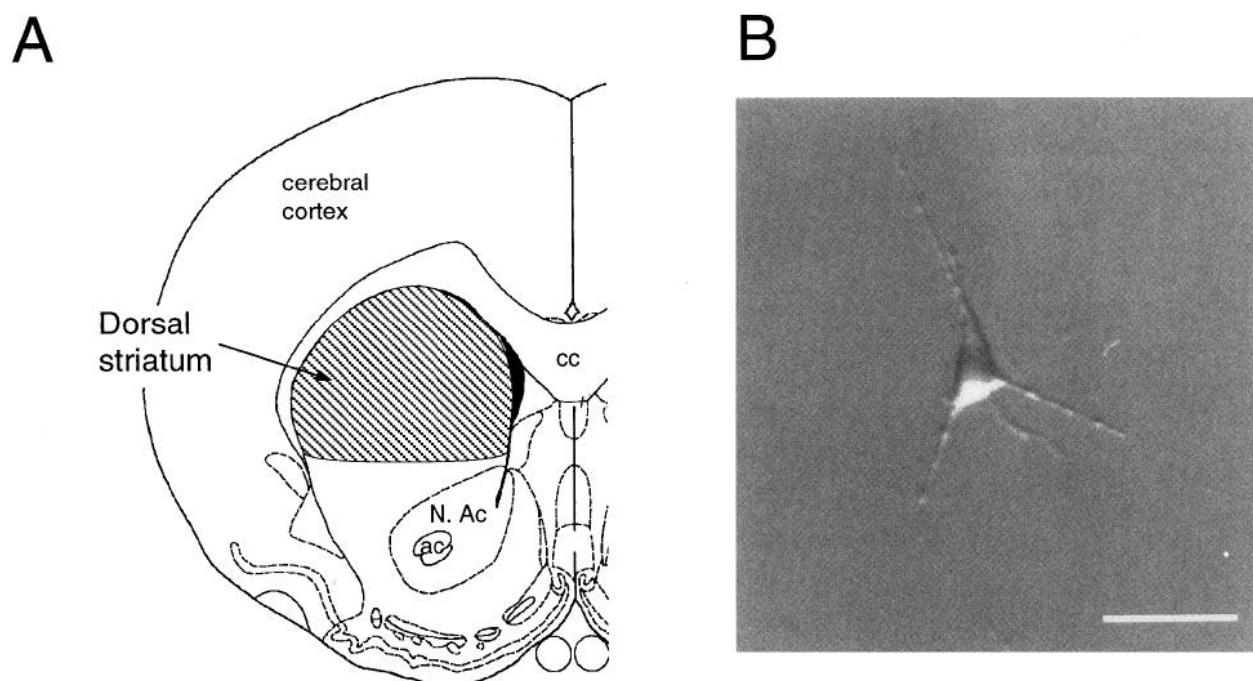 A
B
cerebral
cortex
Dorsal
striatum
cc
N. Ac
ac